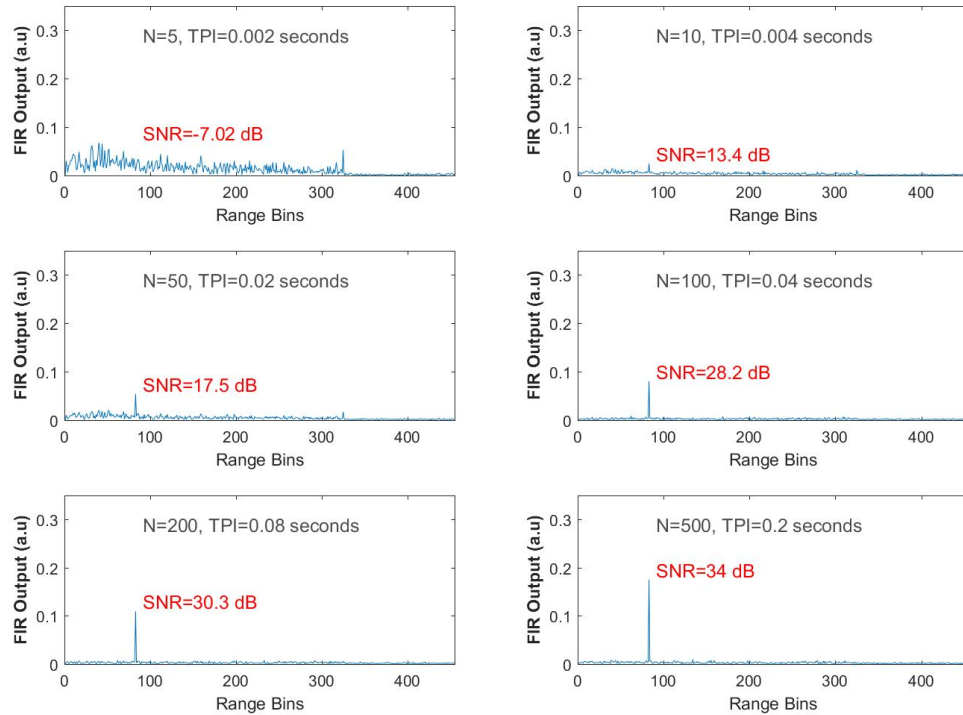 FIR Output (a.u)
0.3
0.2
0.1
0
N=5, TPI=0.002 seconds
SNR=-7.02 dB
0 100 200 300 400
Range Bins
FIR Output (a.u)
0.3
0.2
0.1
0
N=10, TPI=0.004 seconds
SNR=13.4 dB
0 100 200 300 400
Range Bins
FIR Output (a.u)
0.3
0.2
0.1
0
N=50, TPI=0.02 seconds
SNR=17.5 dB
0 100 200 300 400
Range Bins
FIR Output (a.u)
0.3
0.2
0.1
0
N=100, TPI=0.04 seconds
SNR=28.2 dB
0 100 200 300 400
Range Bins
FIR Output (a.u)
0.3
0.2
0.1
0
N=200, TPI=0.08 seconds
SNR=30.3 dB
0 100 200 300 400
Range Bins
FIR Output (a.u)
0.3
0.2
0.1
0
N=500, TPI=0.2 seconds
SNR=34 dB
0 100 200 300 400
Range Bins